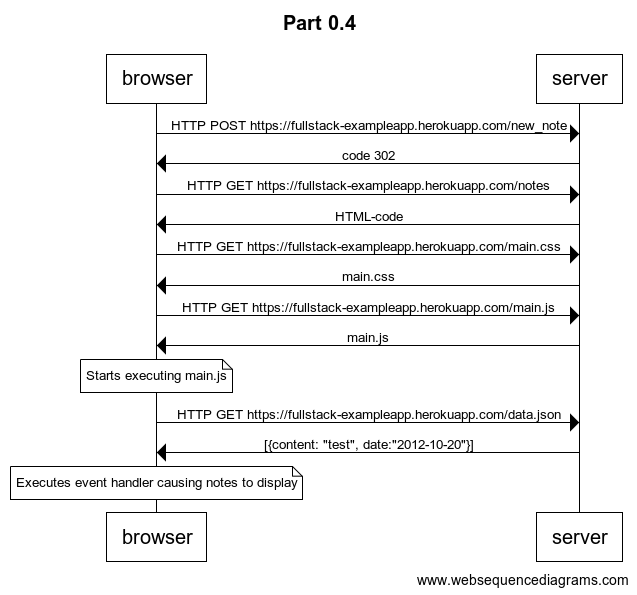 Part 0.4
browser server
HTTP POST https://fullstack-exampleapp.herokuapp.com/new_note
code 302
HTTP GET https://fullstack-exampleapp.herokuapp.com/notes
HTML-code
HTTP GET https://fullstack-exampleapp.herokuapp.com/main.css
main.css
HTTP GET https://fullstack-exampleapp.herokuapp.com/main.js
main.js
Starts executing main.js
HTTP GET https://fullstack-exampleapp.herokuapp.com/data.json
[{content: "test", date:"2012-10-20"}]
Executes event handler causing notes to display
browser server
www.websequencediagrams.com